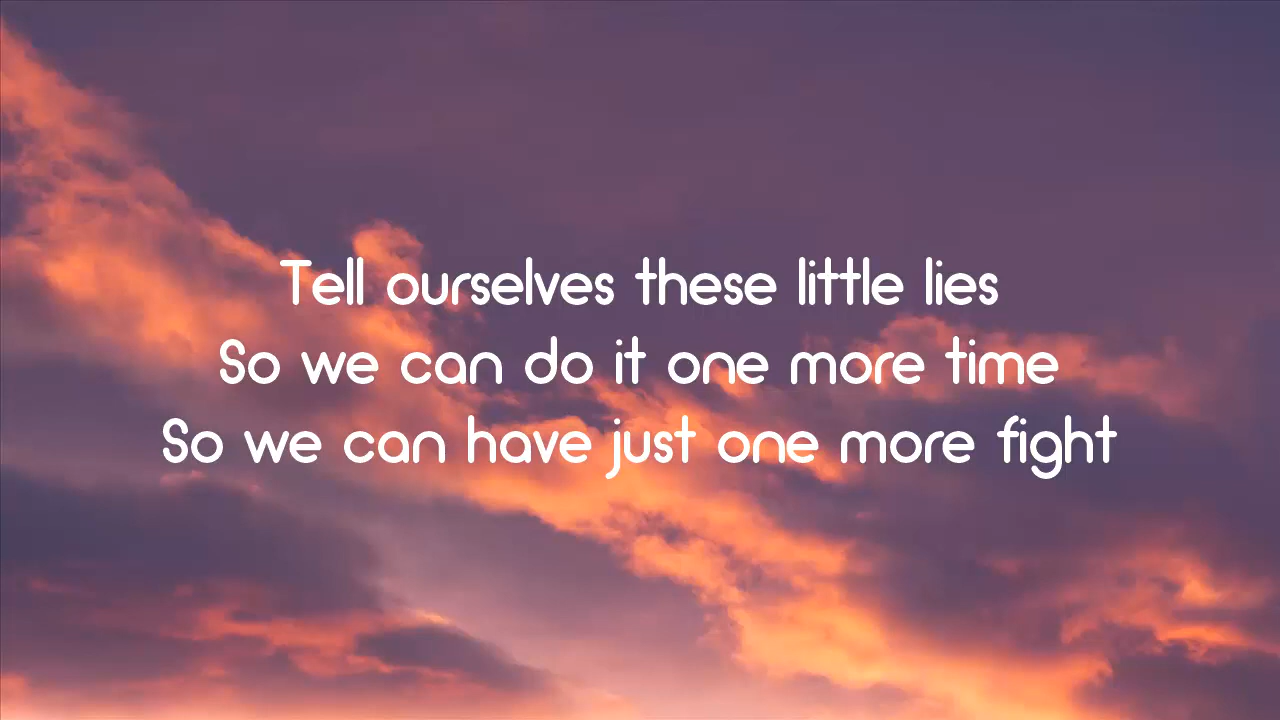 Tell ourselves these little lies
So we can do it one more time
So we can have just one more fight